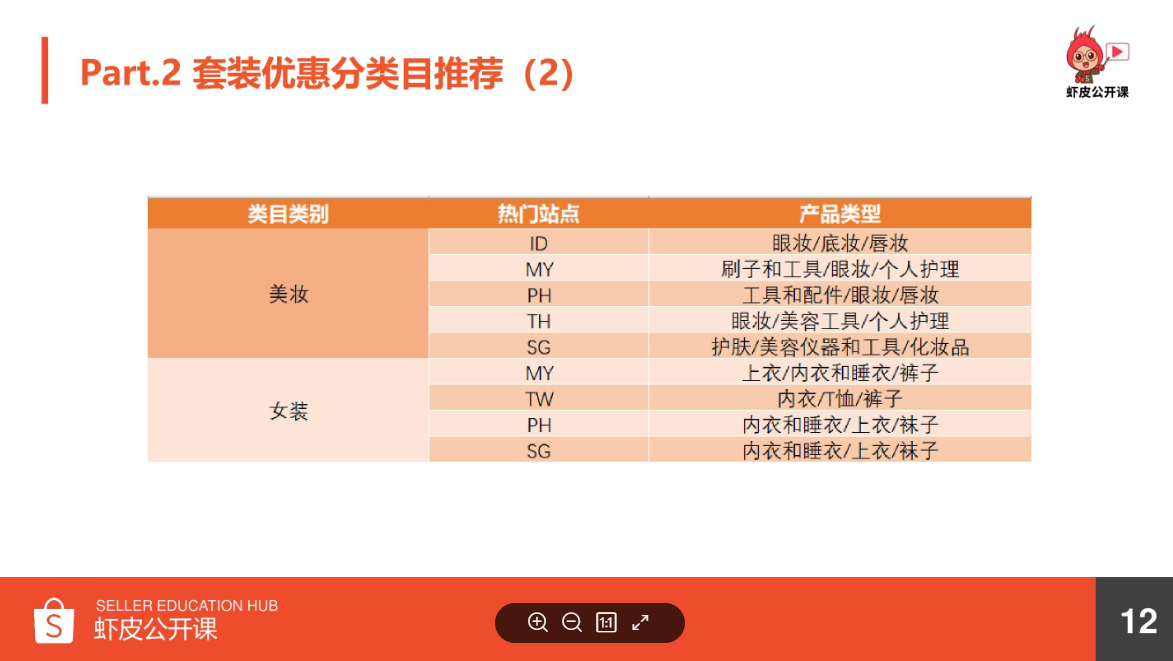 Part.2 套装优惠分类目推荐（2）
虾皮公开课
类目类别 热门站点 产品类型
美妆 ID 眼妆/底妆/唇妆
MY 刷子和工具/眼妆/个人护理
PH 工具和配件/眼妆/唇妆
TH 眼妆/美容工具/个人护理
SG 护肤/美容仪器和工具/化妆品
女装 MY 上衣/内衣和睡衣/裤子
TW 内衣/T恤/裤子
PH 内衣和睡衣/上衣/袜子
SG 内衣和睡衣/上衣/袜子
SELLER EDUCATION HUB
虾皮公开课
1:1
12